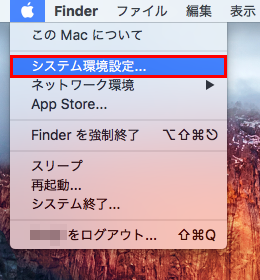 Finder ファイル 編集 表示
この Mac について
システム環境設定...
ネットワーク環境 ▶
App Store...
Finder を強制終了 ⌥⇧⌘⎋
スリープ
再起動...
システム終了...
をログアウト... ⇧⌘Q